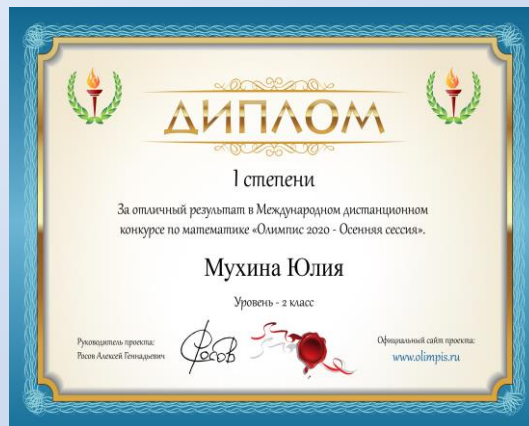 ДИПЛОМ
I степени
За отличный результат в Международном дистанционном
конкурсе по математике «Олимпис 2020 - Осенняя сессия».
Мухина Юлия
Уровень - 2 класс
Руководитель проекта:
Росов Алексей Геннадьевич
Росов
Официальный сайт проекта:
www.olimpis.ru